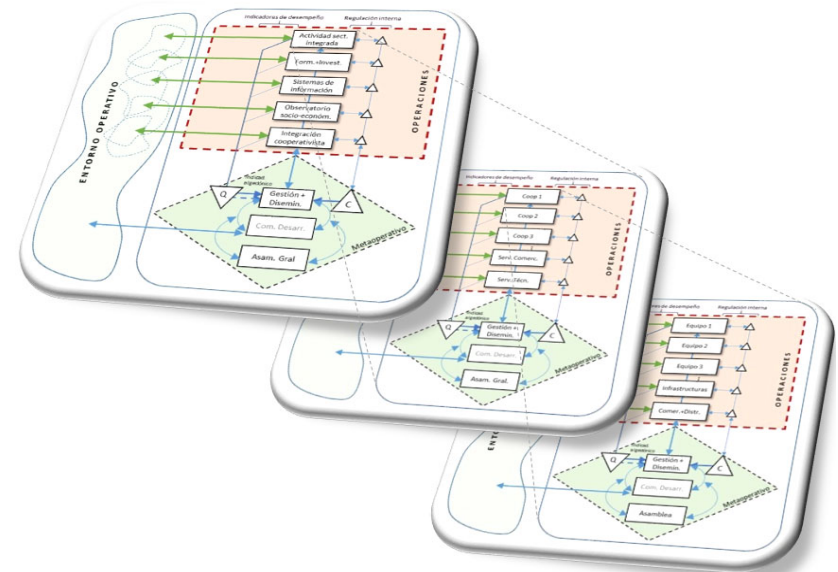 Indicadores de desempeño
Regulación interna
Actividad sect.
integrada
Form.+Invest.
Sistemas de
información
Observatorio
socio-económ.
Integración
cooperativista
OPERACIONES
ENTORNO OPERATIVO
Q
Gestión +
Disemin.
C
Com. Desarr.
Asam. Gral
Metaoperativo
Indicadores de desempeño
Regulación interna
Coop 1
Coop 2
Coop 3
Serv. Comerc.
Serv. Técn.
OPERACIONES
Q
Gestión +
Disemin.
C
Com. Desarr.
Asam. Gral.
Metaoperativo
de desempeño
Regulación interna
Equipo 1
Equipo 2
Equipo 3
Infraestructuras
Comer.+Distr.
OPERACIONES
ENTO
Q
Gestión +
Disemin.
C
Com. Desarr.
Asamblea
Metaoperativo